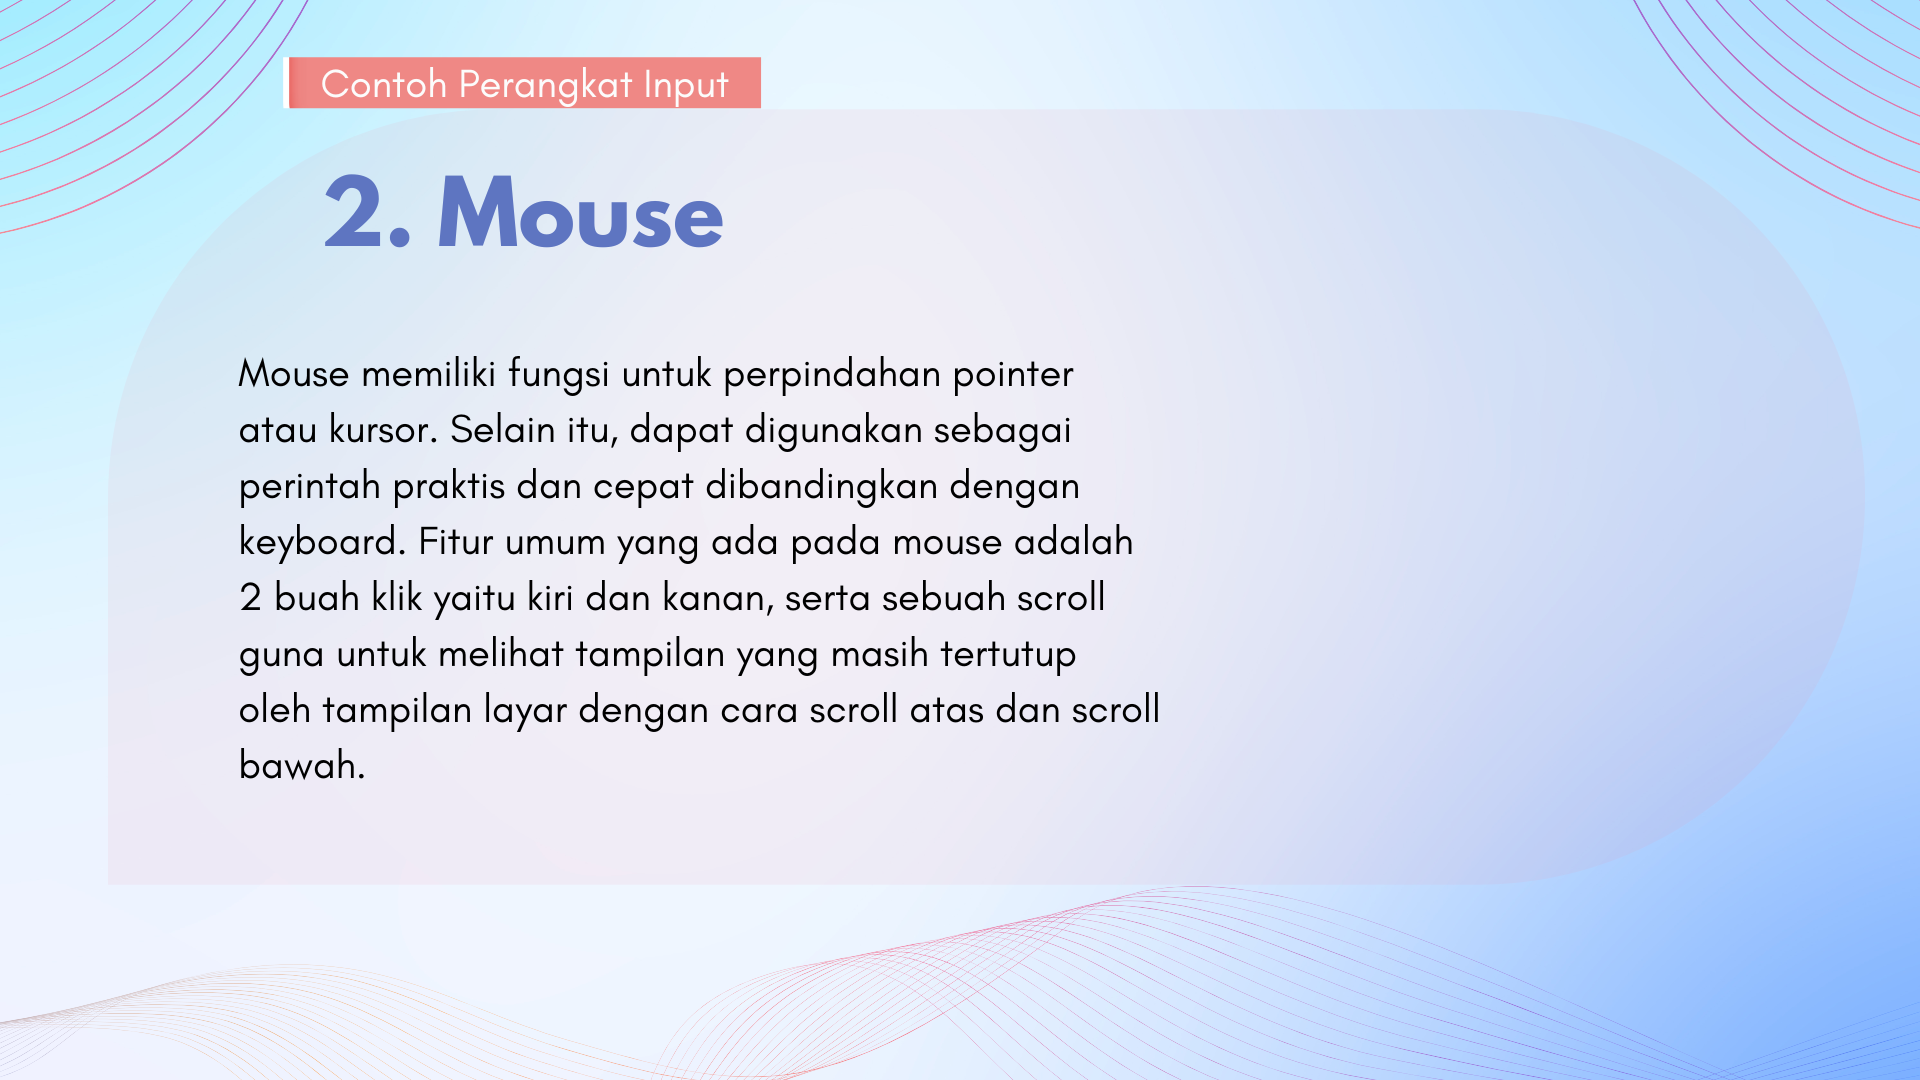 Contoh Perangkat Input
2. Mouse
Mouse memiliki fungsi untuk perpindahan pointer
atau kursor. Selain itu, dapat digunakan sebagai
perintah praktis dan cepat dibandingkan dengan
keyboard. Fitur umum yang ada pada mouse adalah
2 buah klik yaitu kiri dan kanan, serta sebuah scroll
guna untuk melihat tampilan yang masih tertutup
oleh tampilan layar dengan cara scroll atas dan scroll
bawah.